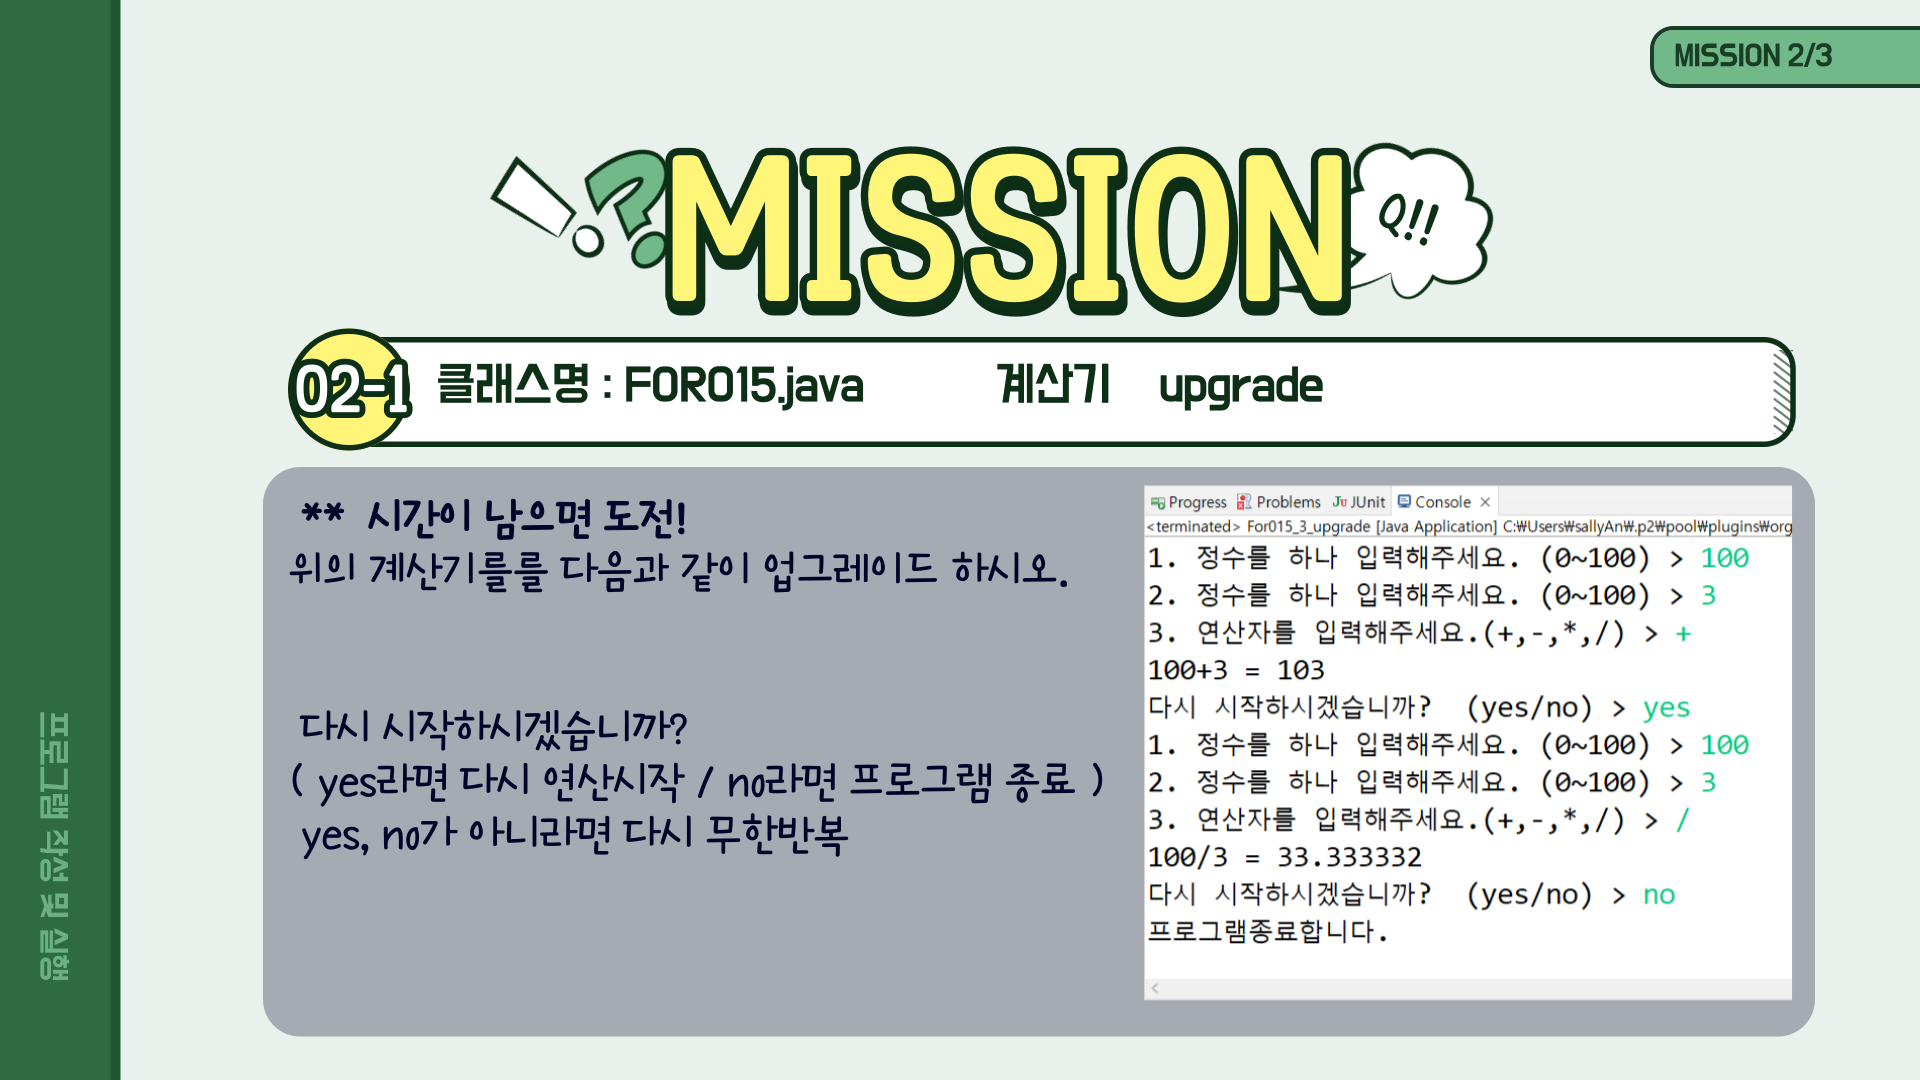 MISSION 2/3
MISSION
Q!!
02-1
클래스명 : FOR015.java 계산기 upgrade
** 시간이 남으면 도전!
위의 계산기를를 다음과 같이 업그레이드 하시오.
다시 시작하시겠습니까?
( yes라면 다시 연산시작 / no라면 프로그램 종료 )
yes, no가 아니라면 다시 무한반복
Progress Problems JUnit Console
<terminated> For015_3_upgrade [Java Application] C:₩Users₩sallyAn₩.p2₩pool₩plugins₩org
1. 정수를 하나 입력해주세요. (0~100) > 100
2. 정수를 하나 입력해주세요. (0~100) > 3
3. 연산자를 입력해주세요.(+,-,*,/) > +
100+3 = 103
다시 시작하시겠습니까? (yes/no) > yes
1. 정수를 하나 입력해주세요. (0~100) > 100
2. 정수를 하나 입력해주세요. (0~100) > 3
3. 연산자를 입력해주세요.(+,-,*,/) > /
100/3 = 33.333332
다시 시작하시겠습니까? (yes/no) > no
프로그램종료합니다.
프로그램 작성 및 실행